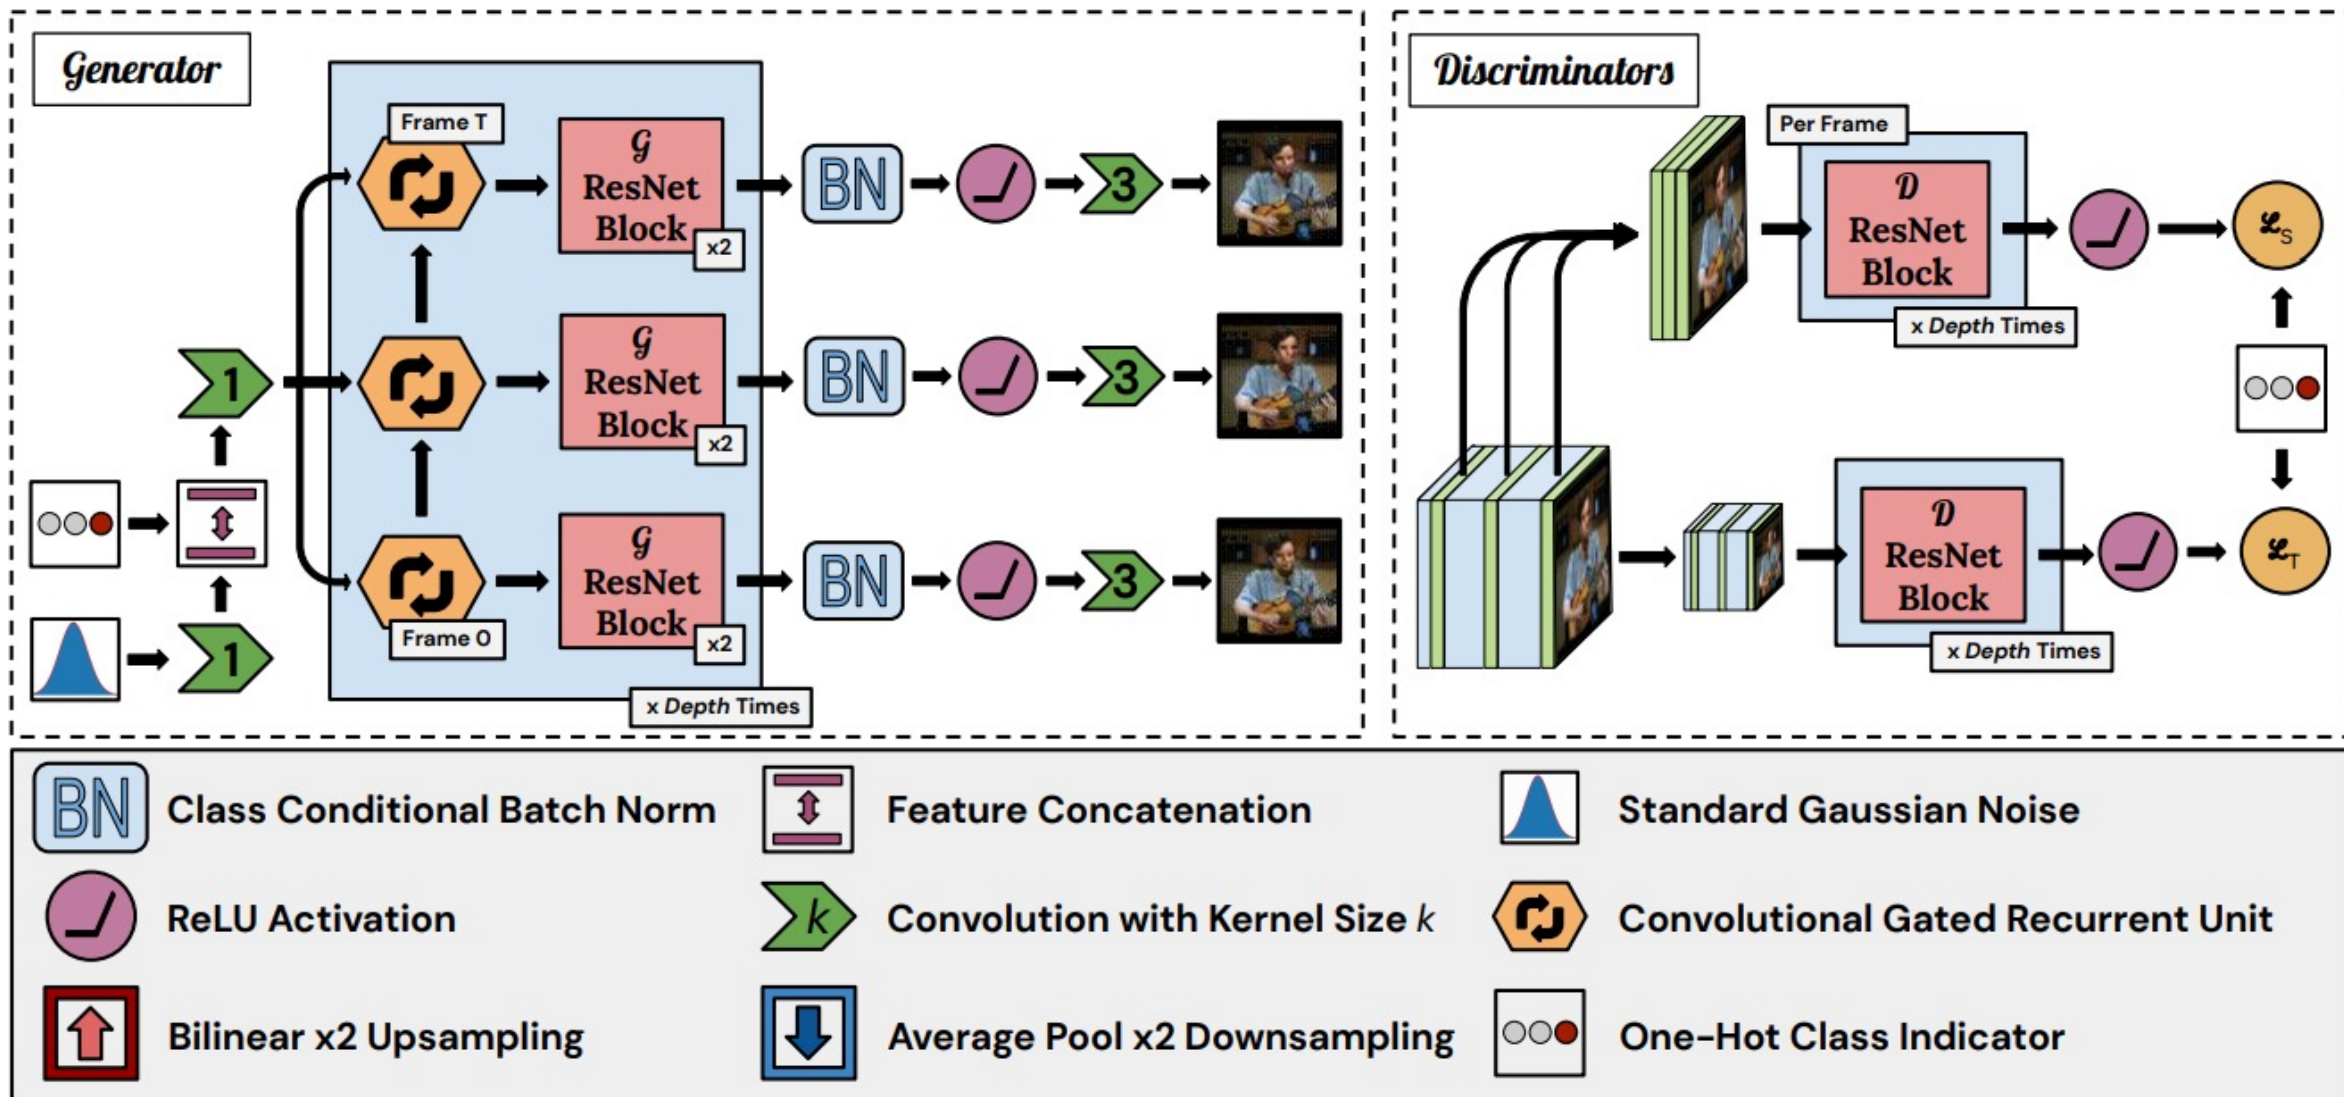 Generator
Frame T
G
ResNet
Block
x2
BN
3
1
G
ResNet
Block
x2
BN
3
Frame 0
G
ResNet
Block
x2
BN
3
1
x Depth Times
Discriminators
Per Frame
D
ResNet
Block
x Depth Times
ℒS
D
ResNet
Block
x Depth Times
ℒT
BN Class Conditional Batch Norm
Feature Concatenation
Standard Gaussian Noise
ReLU Activation
k Convolution with Kernel Size k
Convolutional Gated Recurrent Unit
Bilinear x2 Upsampling
Average Pool x2 Downsampling
One-Hot Class Indicator